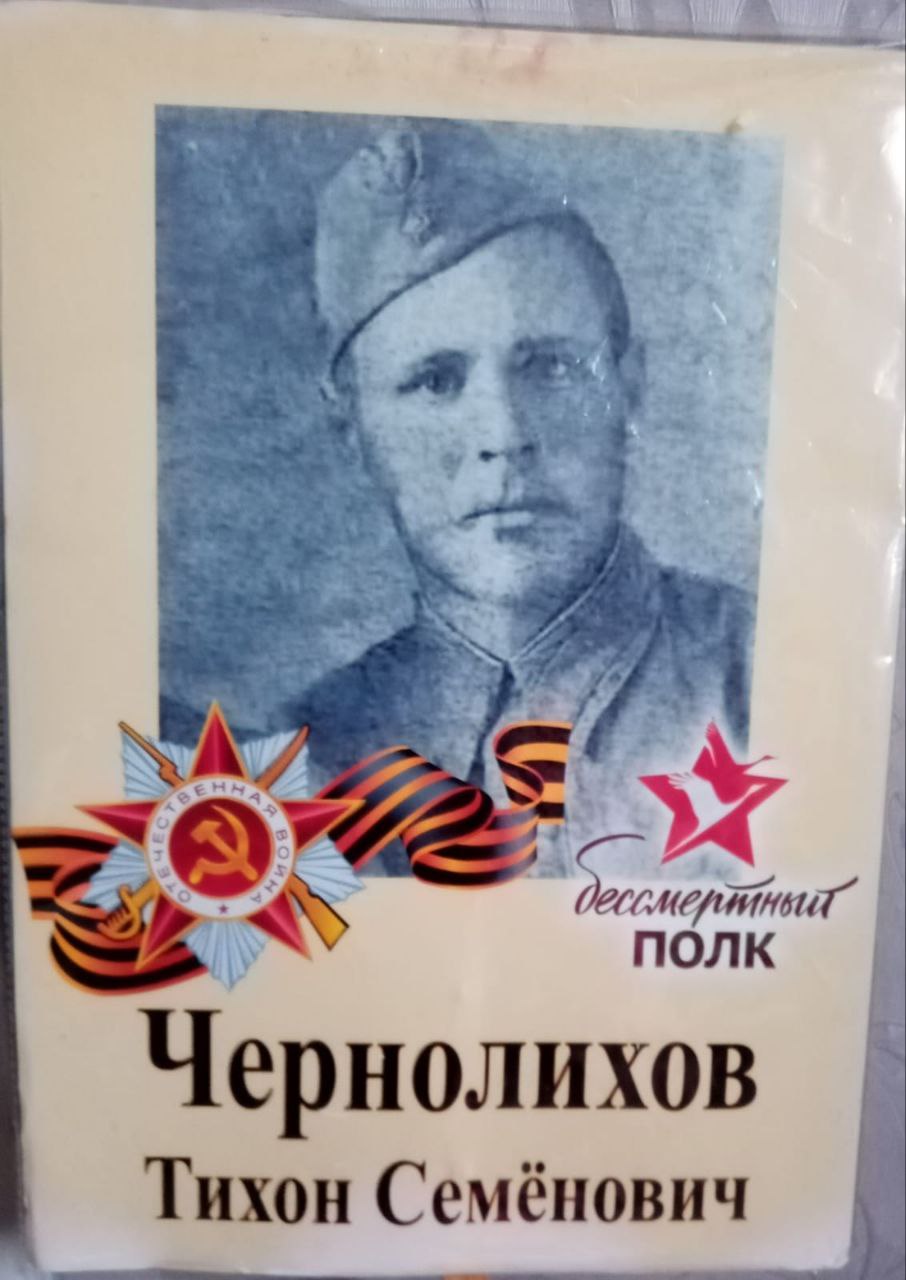 ОТЕЧЕСТВЕННАЯ ВОЙНА
бессмертный
ПОЛК
Чернолихов
Тихон Семёнович